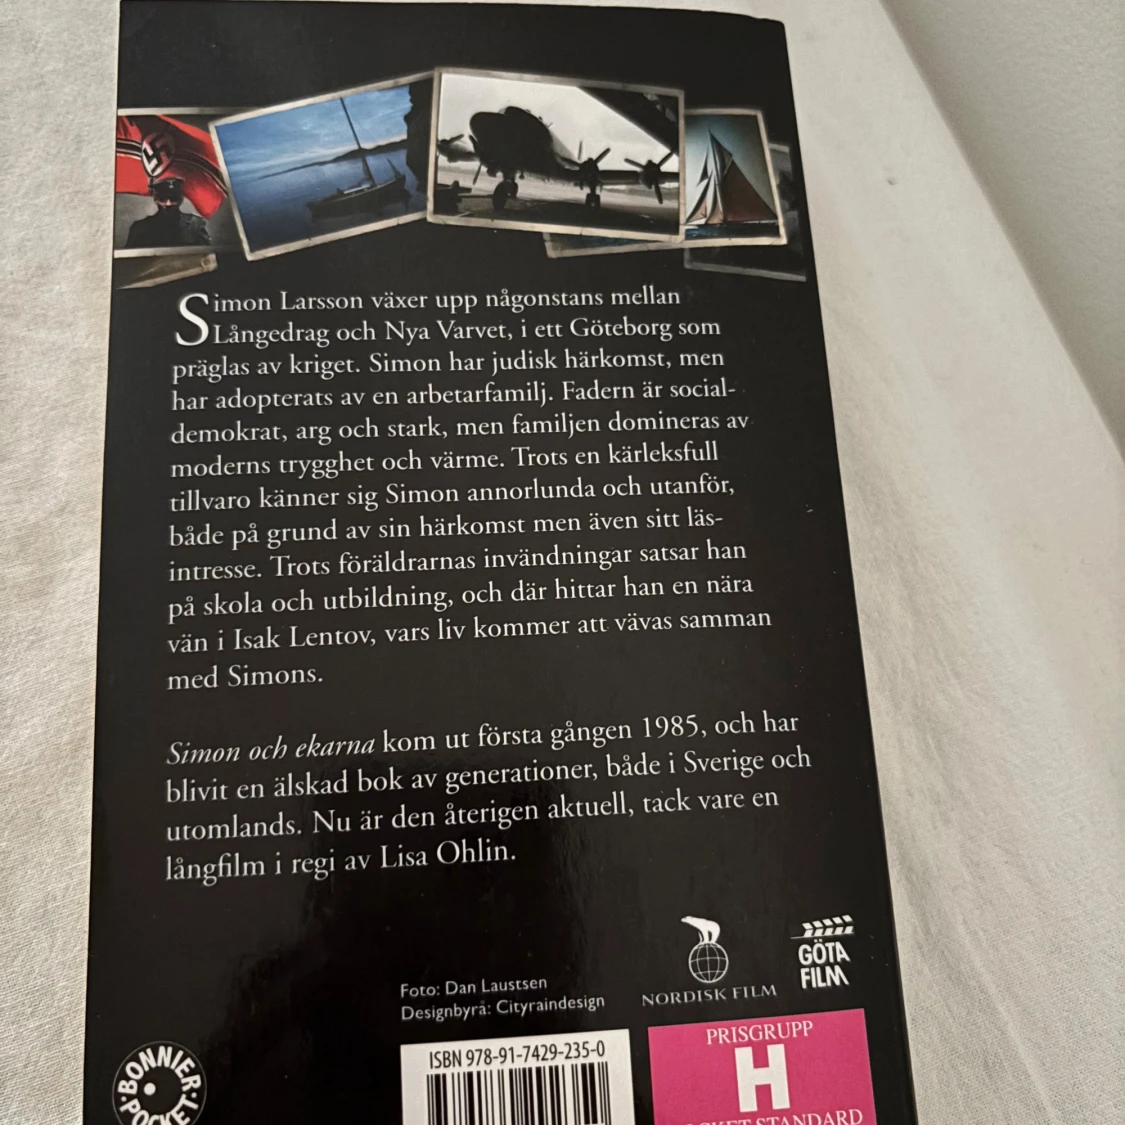 Simon Larsson växer upp någonstans mellan
Långedrag och Nya Varvet, i ett Göteborg som
präglas av kriget. Simon har judisk härkomst, men
har adopterats av en arbetarfamilj. Fadern är social-
demokrat, arg och stark, men familjen domineras av
moderns trygghet och värme. Trots en kärleksfull
tillvaro känner sig Simon annorlunda och utanför,
både på grund av sin härkomst men även sitt läs-
intresse. Trots föräldrarnas invändningar satsar han
på skola och utbildning, och där hittar han en nära
vän i Isak Lentov, vars liv kommer att vävas samman
med Simons.
Simon och ekarna kom ut första gången 1985, och har
blivit en älskad bok av generationer, både i Sverige och
utomlands. Nu är den återigen aktuell, tack vare en
långfilm i regi av Lisa Ohlin.
Foto: Dan Laustsen
Designbyrå: Cityraindesign
NORDISK FILM
GÖTA
FILM
BONNIER
POCKET
ISBN 978-91-7429-235-0
PRISGRUPP
H
STANDARD